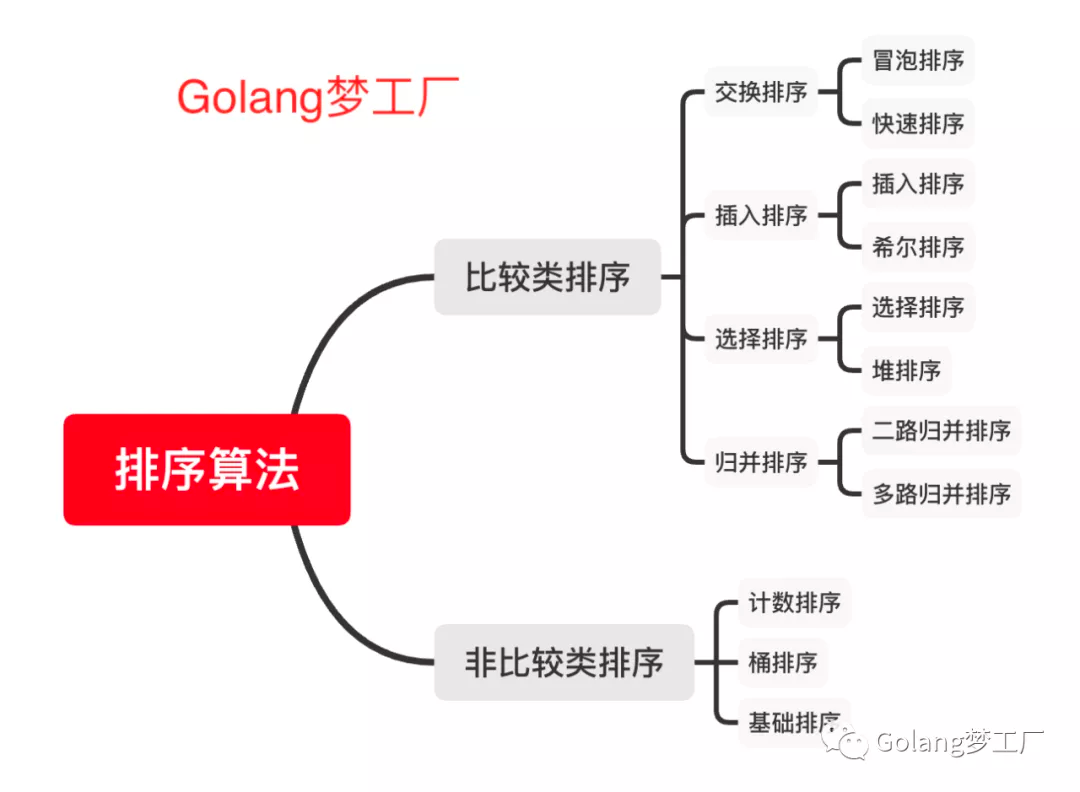 Golang梦工厂
排序算法
比较类排序
交换排序
冒泡排序
快速排序
插入排序
插入排序
希尔排序
选择排序
选择排序
堆排序
归并排序
二路归并排序
多路归并排序
非比较类排序
计数排序
桶排序
基础排序
Golang梦工厂